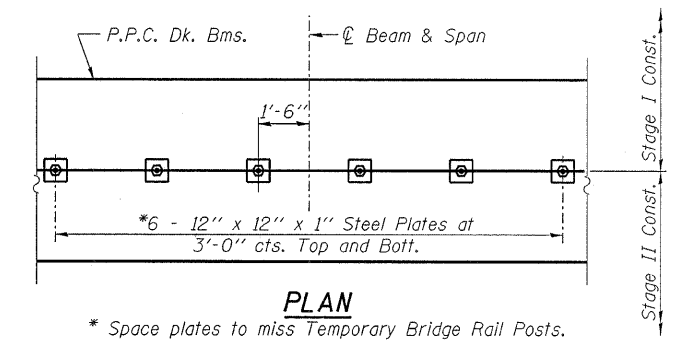 P.P.C. Dk. Bms.
℄ Beam & Span
1'-6"
Stage I Const.
Stage II Const.
*6 - 12" x 12" x 1" Steel Plates at
3'-0" cts. Top and Bott.
PLAN
* Space plates to miss Temporary Bridge Rail Posts.